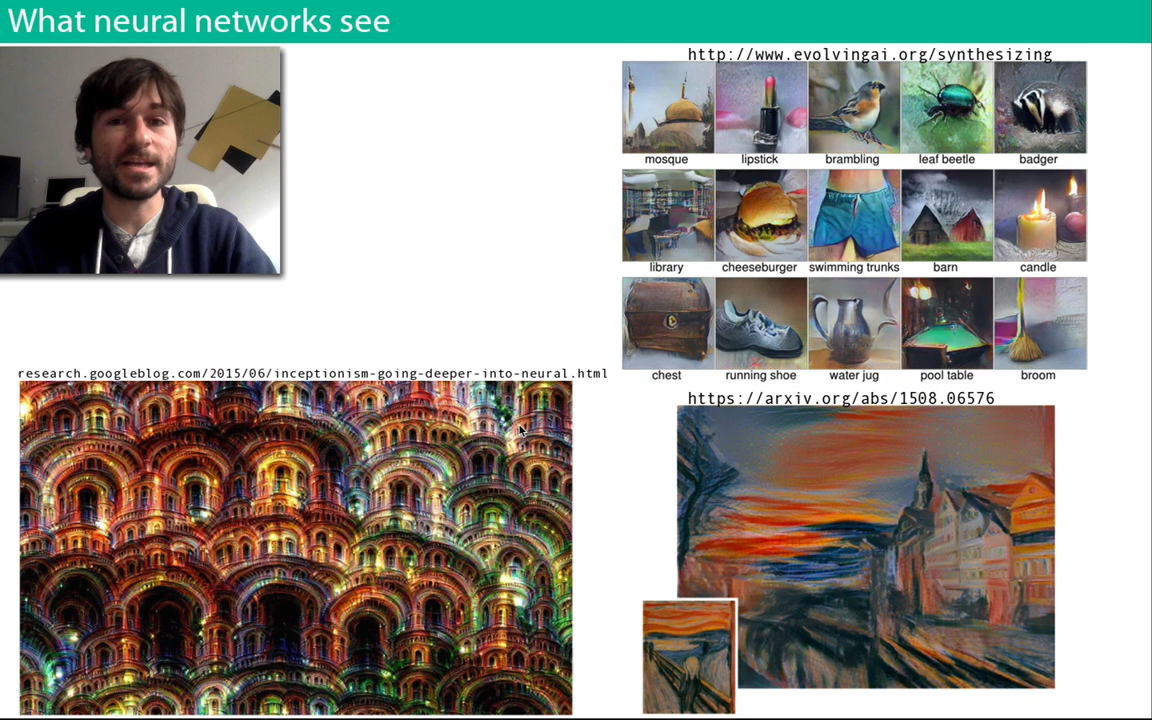 What neural networks see
http://www.evolvingai.org/synthesizing
mosque lipstick brambling leaf beetle badger
library cheeseburger swimming trunks barn candle
chest running shoe water jug pool table broom
research.googleblog.com/2015/06/inceptionism-going-deeper-into-neural.html
https://arxiv.org/abs/1508.06576